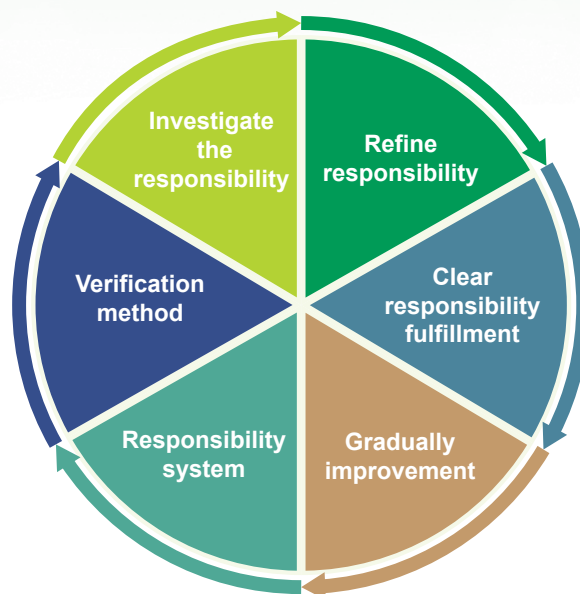 Investigate
the
responsibility
Refine
responsibility
Clear
responsibility
fulfillment
Gradually
improvement
Responsibility
system
Verification
method